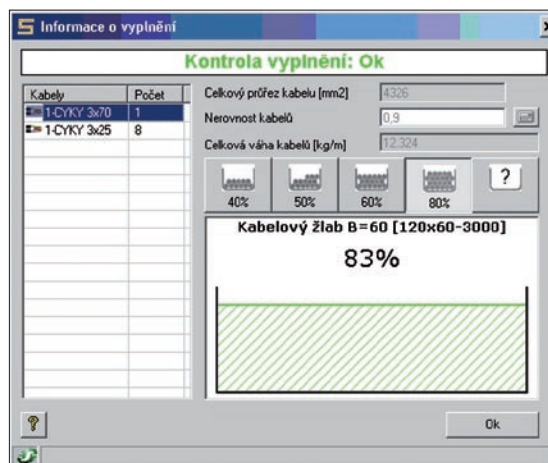 Informace o vyplnění
Kontrola vyplnění: Ok
Kabely Počet
1-CYKY 3x70 1
1-CYKY 3x25 8
Celkový průřez kabelu [mm2] 4326
Nerovnost kabelů 0,9
Celková váha kabelů [kg/m] 12.324
40% 50% 60% 80% ?
Kabelový žlab B=60 [120x60-3000]
83%
? Ok